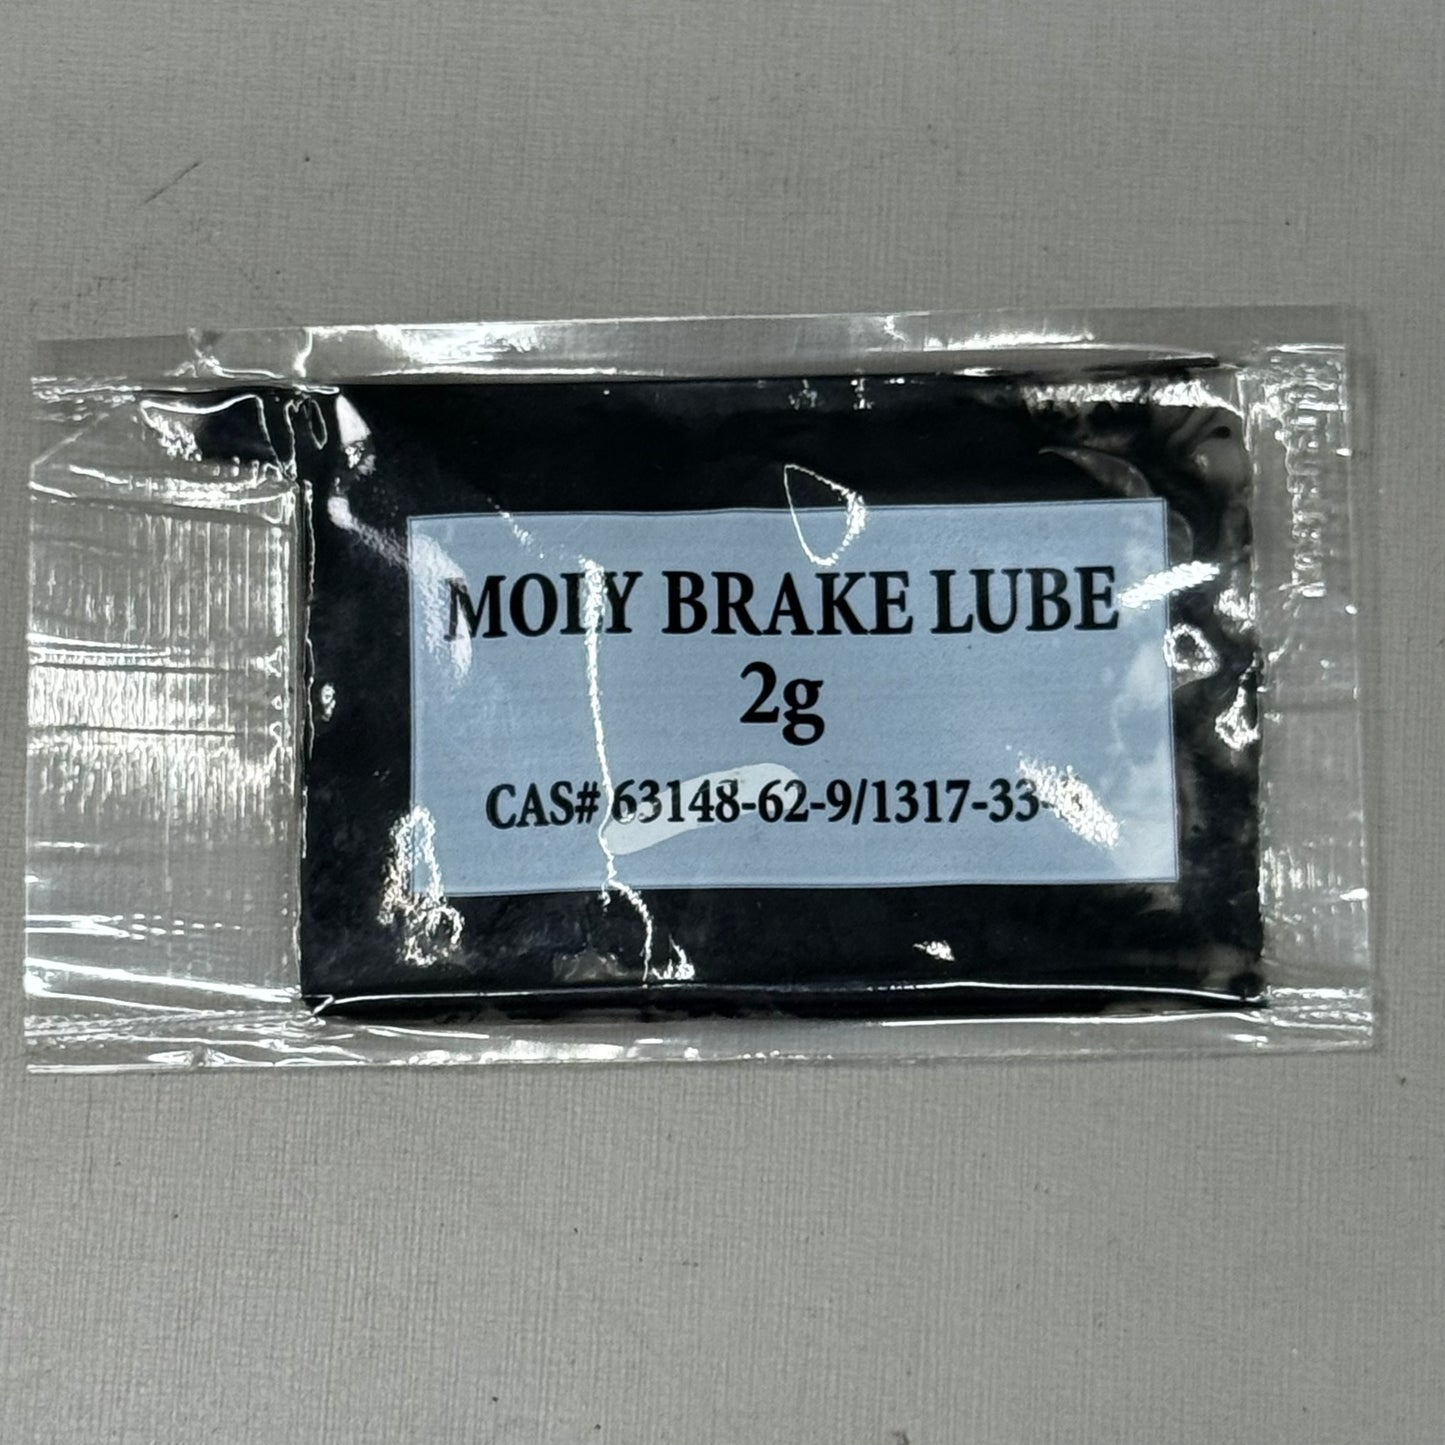 MOLY BRAKE LUBE
2g
CAS# 63148-62-9/1317-33-